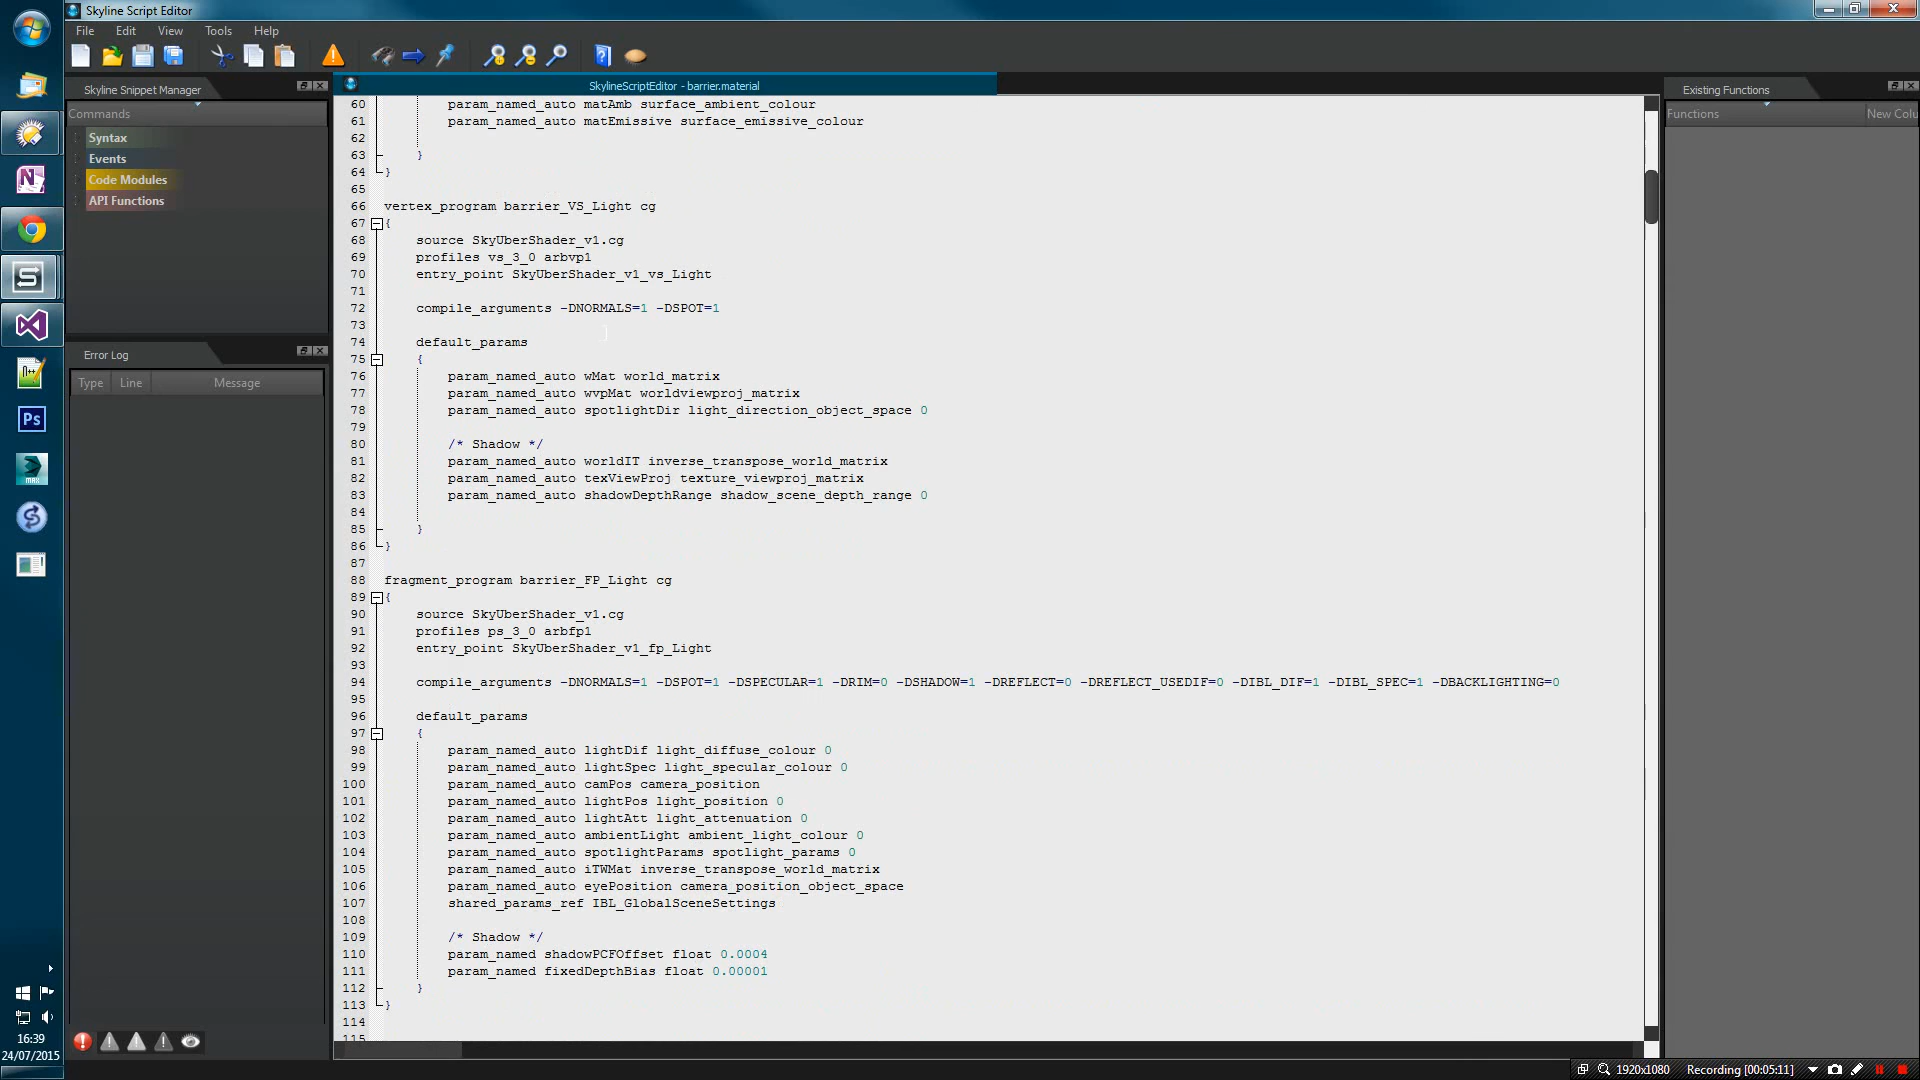 Skyline Script Editor
File Edit View Tools Help
Skyline Snippet Manager
Commands
Syntax
Events
Code Modules
API Functions
Error Log
Type Line Message
SkylineScriptEditor - barrier.material
60 param_named_auto matAmb surface_ambient_colour
61 param_named_auto matEmissive surface_emissive_colour
62
63 }
64 }
65
66 vertex_program barrier_VS_Light cg
67 {
68 source SkyUberShader_v1.cg
69 profiles vs_3_0 arbvp1
70 entry_point SkyUberShader_v1_vs_Light
71
72 compile_arguments -DNORMALS=1 -DSPOT=1
73
74 default_params
75 {
76 param_named_auto wMat world_matrix
77 param_named_auto wvpMat worldviewproj_matrix
78 param_named_auto spotlightDir light_direction_object_space 0
79
80 /* Shadow */
81 param_named_auto worldIT inverse_transpose_world_matrix
82 param_named_auto texViewProj texture_viewproj_matrix
83 param_named_auto shadowDepthRange shadow_scene_depth_range 0
84
85 }
86 }
87
88 fragment_program barrier_FP_Light cg
89 {
90 source SkyUberShader_v1.cg
91 profiles ps_3_0 arbfp1
92 entry_point SkyUberShader_v1_fp_Light
93
94 compile_arguments -DNORMALS=1 -DSPOT=1 -DSPECULAR=1 -DRIM=0 -DSHADOW=1 -DREFLECT=0 -DREFLECT_USEDIF=0 -DIBL_DIF=1 -DIBL_SPEC=1 -DBACKLIGHTING=0
95
96 default_params
97 {
98 param_named_auto lightDif light_diffuse_colour 0
99 param_named_auto lightSpec light_specular_colour 0
100 param_named_auto camPos camera_position
101 param_named_auto lightPos light_position 0
102 param_named_auto lightAtt light_attenuation 0
103 param_named_auto ambientLight ambient_light_colour 0
104 param_named_auto spotlightParams spotlight_params 0
105 param_named_auto iTWMat inverse_transpose_world_matrix
106 param_named_auto eyePosition camera_position_object_space
107 shared_params_ref IBL_GlobalSceneSettings
108
109 /* Shadow */
110 param_named shadowPCFOffset float 0.0004
111 param_named fixedDepthBias float 0.00001
112 }
113 }
114
115
Existing Functions
Functions New Colu
Ps
MAX
16:39
24/07/2015
1920x1080 Recording [00:05:11]